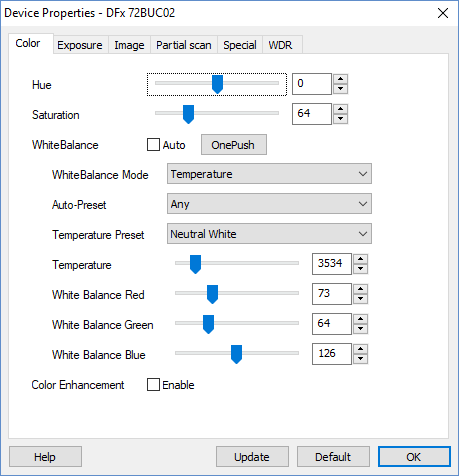 Device Properties - DFx 72BUC02
Color Exposure Image Partial scan Special WDR
Hue 0
Saturation 64
WhiteBalance Auto OnePush
WhiteBalance Mode Temperature
Auto-Preset Any
Temperature Preset Neutral White
Temperature 3534
White Balance Red 73
White Balance Green 64
White Balance Blue 126
Color Enhancement Enable
Help Update Default OK